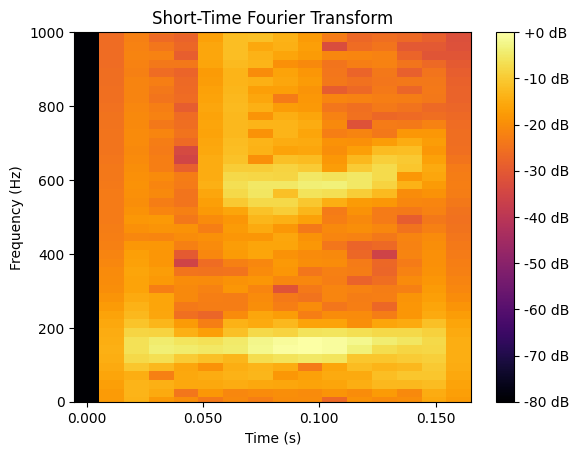 Short-Time Fourier Transform
Frequency (Hz)
1000
800
600
400
200
0
0.000
0.050
0.100
0.150
Time (s)
+0 dB
-10 dB
-20 dB
-30 dB
-40 dB
-50 dB
-60 dB
-70 dB
-80 dB